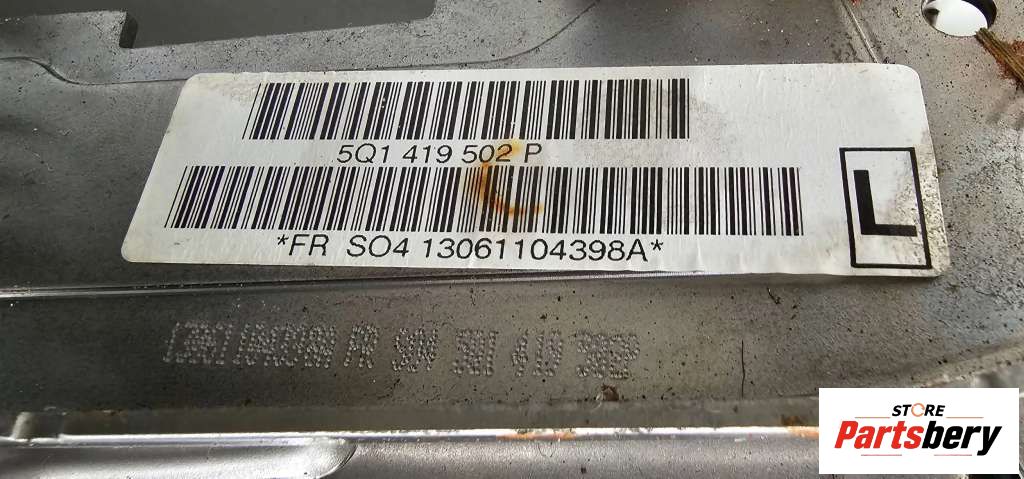 5Q1 419 502 P
*FR SO4 13061104398A*
L
STORE
Partsbery